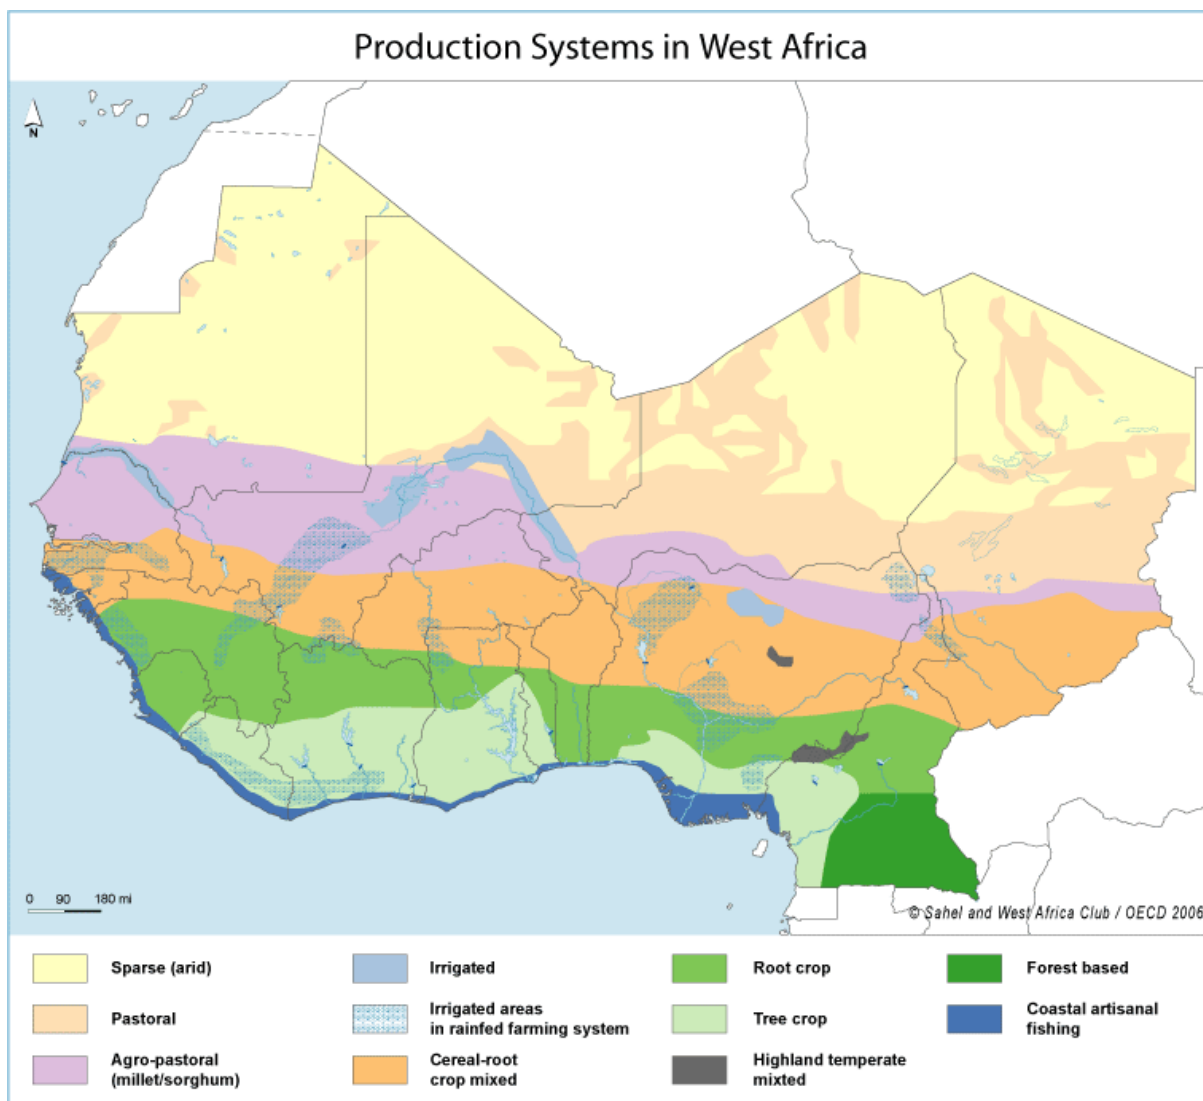 Production Systems in West Africa
N
0 90 180 mi
© Sahel and West Africa Club / OECD 2006
Sparse (arid)
Irrigated
Root crop
Forest based
Pastoral
Irrigated areas
in rainfed farming system
Tree crop
Coastal artisanal
fishing
Agro-pastoral
(millet/sorghum)
Cereal-root
crop mixed
Highland temperate
mixted